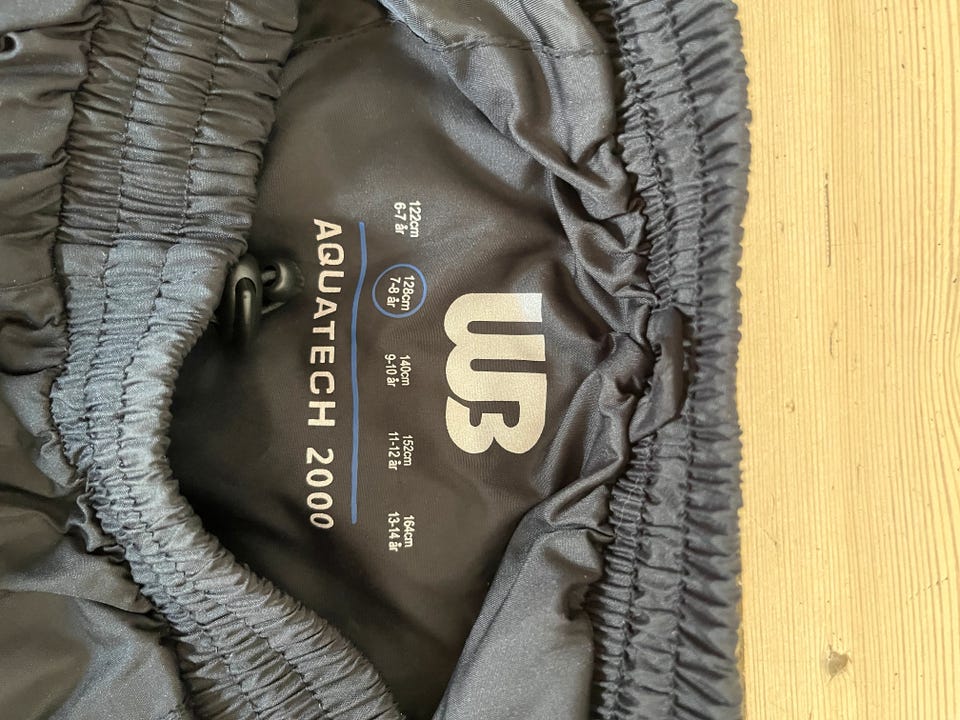 WB
122cm
6-7 år
128cm
7-8 år
140cm
9-10 år
152cm
11-12 år
164cm
13-14 år
AQUATECH 2000